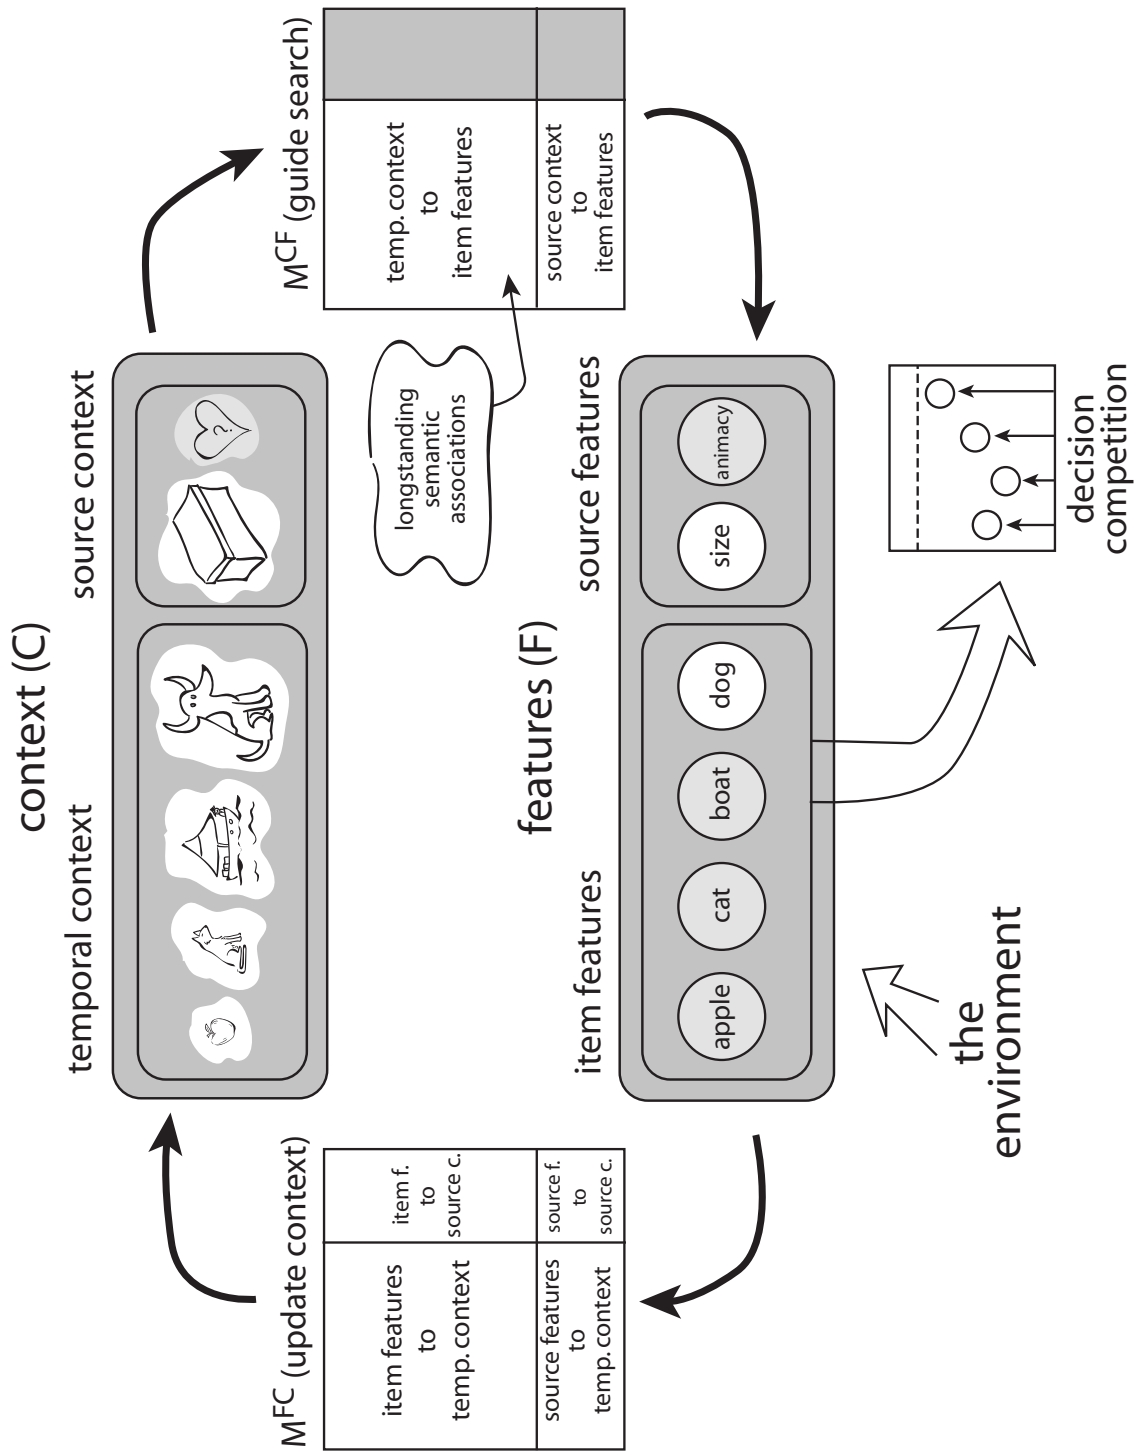 context (C)
temporal context
source context
?
M^FC (update context)
item features
to
temp. context
item f.
to
source c.
source features
to
temp. context
source f.
to
source c.
longstanding
semantic
associations
M^CF (guide search)
temp. context
to
item features
source context
to
item features
features (F)
item features
source features
apple
cat
boat
dog
size
animacy
the
environment
decision
competition